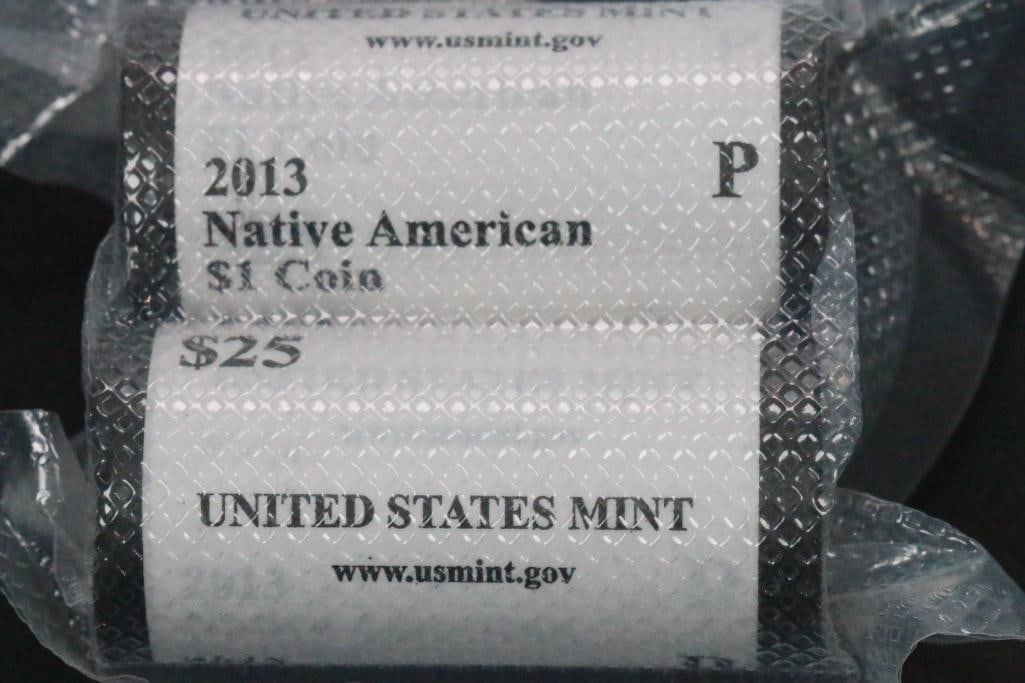 UNITED STATES MINT
www.usmint.gov
2013
Native American
$1 Coin
P
$25
UNITED STATES MINT
www.usmint.gov